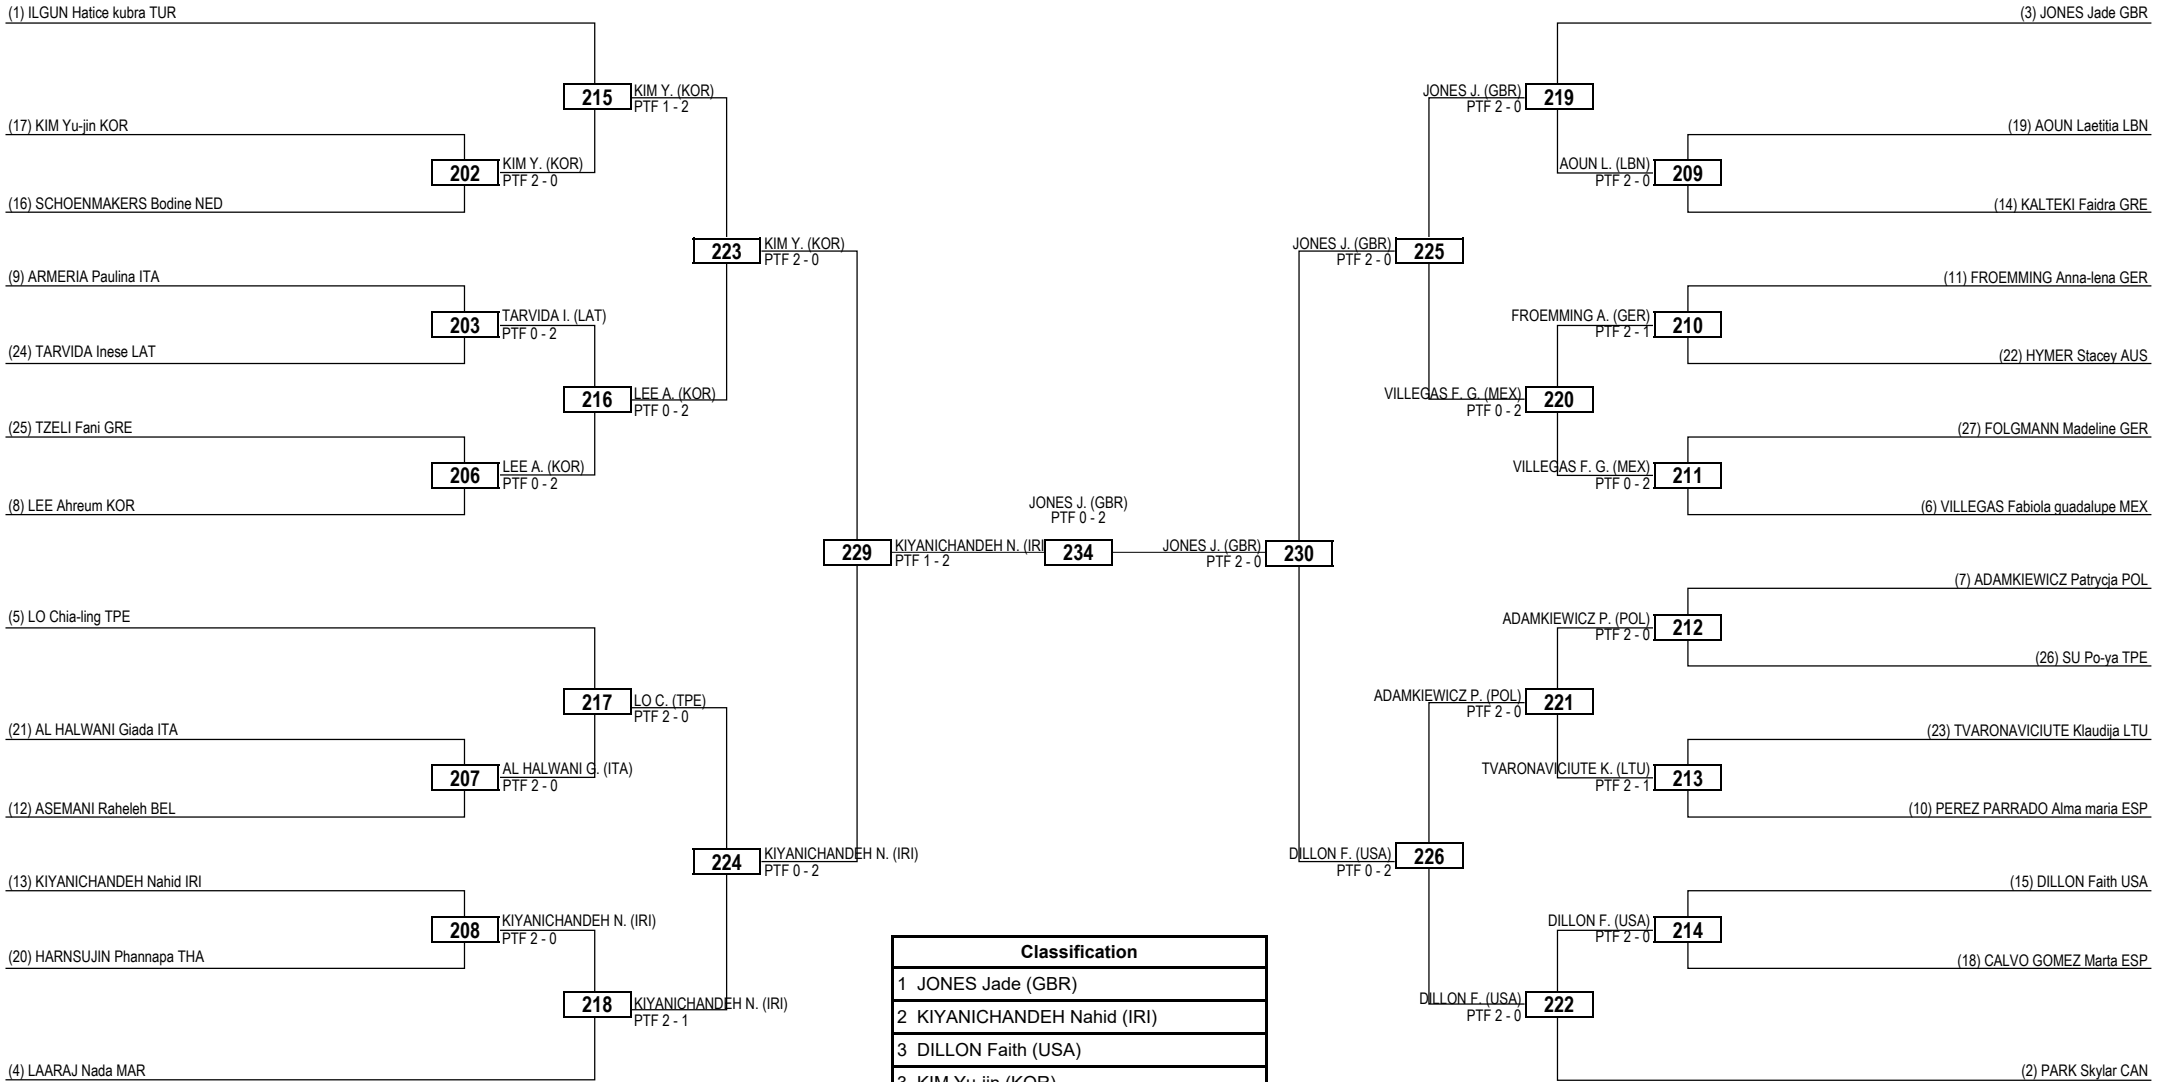 (1) ILGUN Hatice kubra TUR
215
KIM Y. (KOR)
PTF 1 - 2
(17) KIM Yu-jin KOR
202
KIM Y. (KOR)
PTF 2 - 0
(16) SCHOENMAKERS Bodine NED
223
KIM Y. (KOR)
PTF 2 - 0
(9) ARMERIA Paulina ITA
203
TARVIDA I. (LAT)
PTF 0 - 2
(24) TARVIDA Inese LAT
216
LEE A. (KOR)
PTF 0 - 2
(25) TZELI Fani GRE
206
LEE A. (KOR)
PTF 0 - 2
(8) LEE Ahreum KOR
229
KIYANICHANDEH N. (IRI
PTF 1 - 2
(5) LO Chia-ling TPE
217
LO C. (TPE)
PTF 2 - 0
(21) AL HALWANI Giada ITA
207
AL HALWANI G. (ITA)
PTF 2 - 0
(12) ASEMANI Raheleh BEL
224
KIYANICHANDEH N. (IRI)
PTF 0 - 2
(13) KIYANICHANDEH Nahid IRI
208
KIYANICHANDEH N. (IRI)
PTF 2 - 0
(20) HARNSUJIN Phannapa THA
218
KIYANICHANDEH N. (IRI)
PTF 2 - 1
(4) LAARAJ Nada MAR
JONES J. (GBR)
PTF 0 - 2
234
(3) JONES Jade GBR
JONES J. (GBR)
PTF 2 - 0
219
(19) AOUN Laetitia LBN
AOUN L. (LBN)
PTF 2 - 0
209
(14) KALTEKI Faidra GRE
JONES J. (GBR)
PTF 2 - 0
225
(11) FROEMMING Anna-lena GER
FROEMMING A. (GER)
PTF 2 - 1
210
(22) HYMER Stacey AUS
VILLEGAS F. G. (MEX)
PTF 0 - 2
220
(27) FOLGMANN Madeline GER
VILLEGAS F. G. (MEX)
PTF 0 - 2
211
(6) VILLEGAS Fabiola guadalupe MEX
JONES J. (GBR)
PTF 2 - 0
230
(7) ADAMKIEWICZ Patrycja POL
ADAMKIEWICZ P. (POL)
PTF 2 - 0
212
(26) SU Po-ya TPE
ADAMKIEWICZ P. (POL)
PTF 2 - 0
221
(23) TVARONAVICIUTE Klaudija LTU
TVARONAVICIUTE K. (LTU)
PTF 2 - 1
213
(10) PEREZ PARRADO Alma maria ESP
DILLON F. (USA)
PTF 0 - 2
226
(15) DILLON Faith USA
DILLON F. (USA)
PTF 2 - 0
214
(18) CALVO GOMEZ Marta ESP
DILLON F. (USA)
PTF 2 - 0
222
(2) PARK Skylar CAN
Classification
1 JONES Jade (GBR)
2 KIYANICHANDEH Nahid (IRI)
3 DILLON Faith (USA)
3 KIM Yu-jin (KOR)